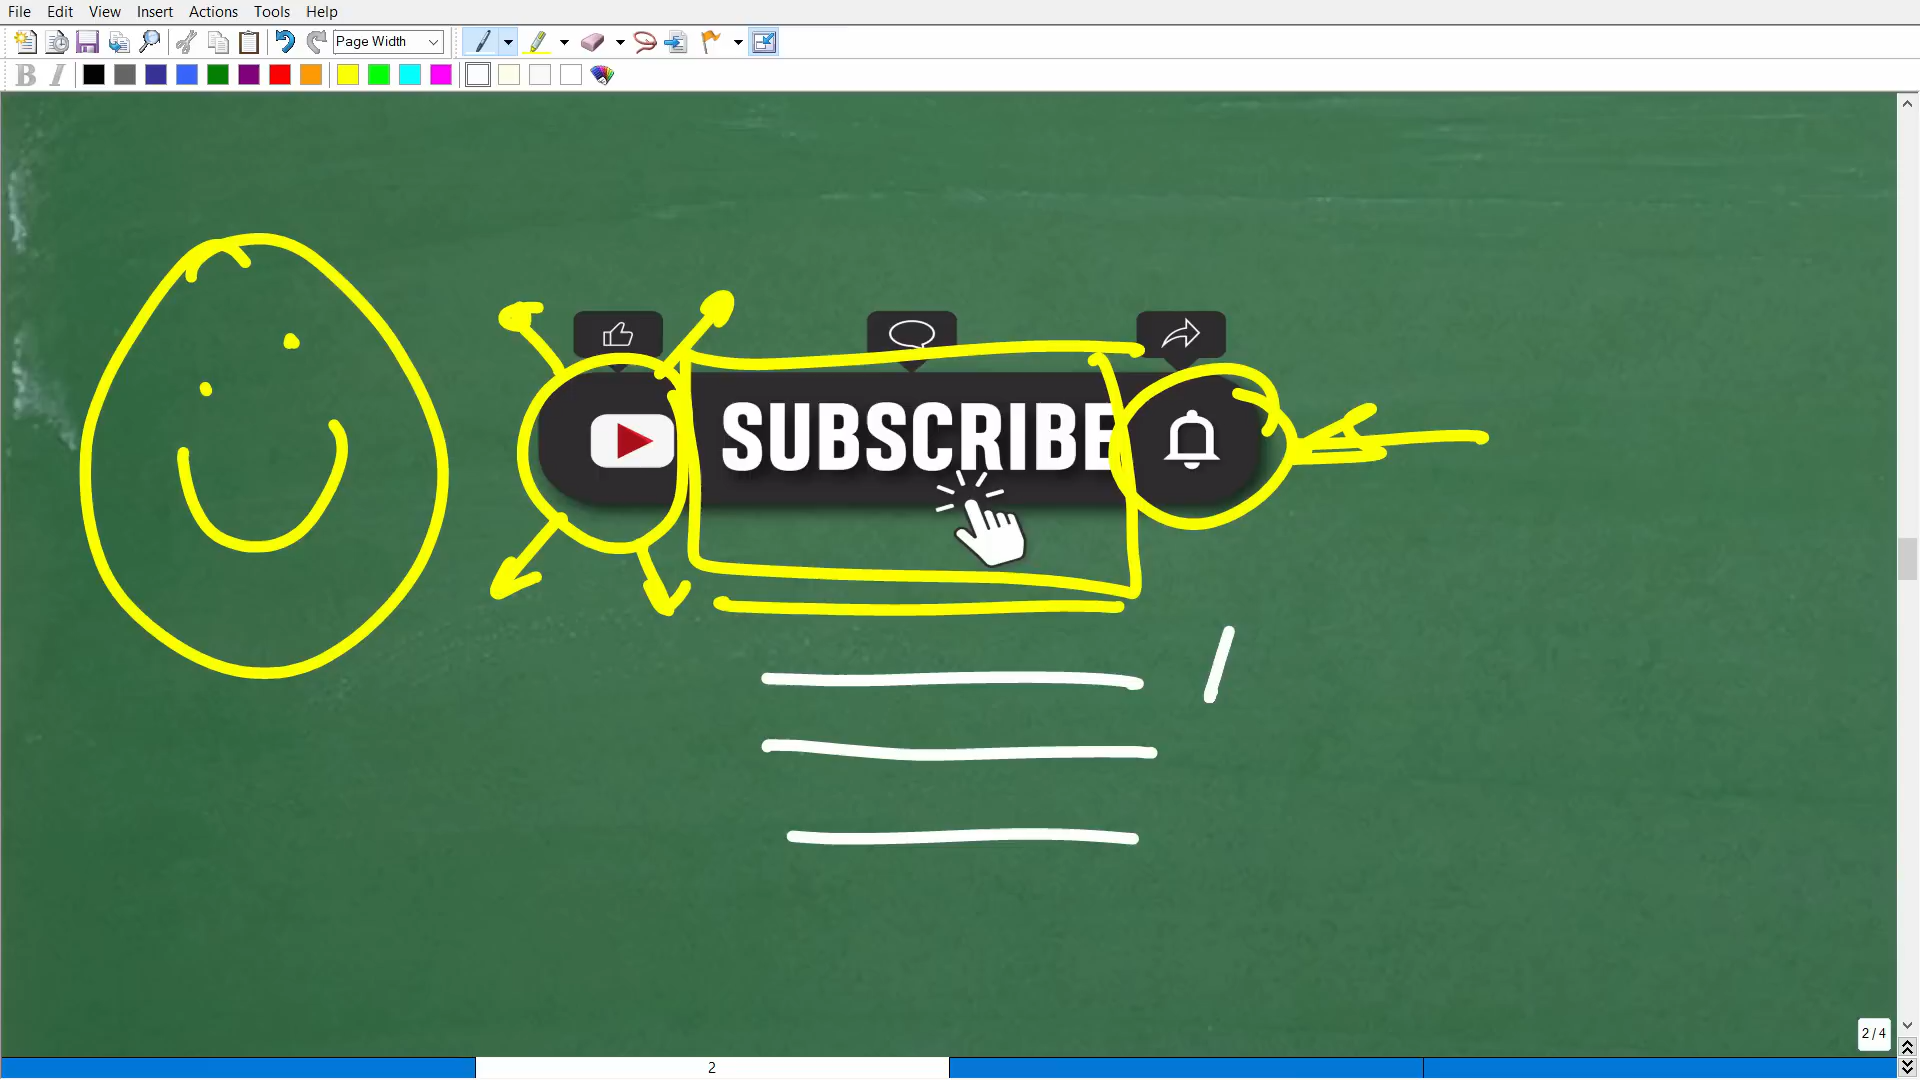 File Edit View Insert Actions Tools Help
Page Width
B I
SUBSCRIBE
2 / 4
2